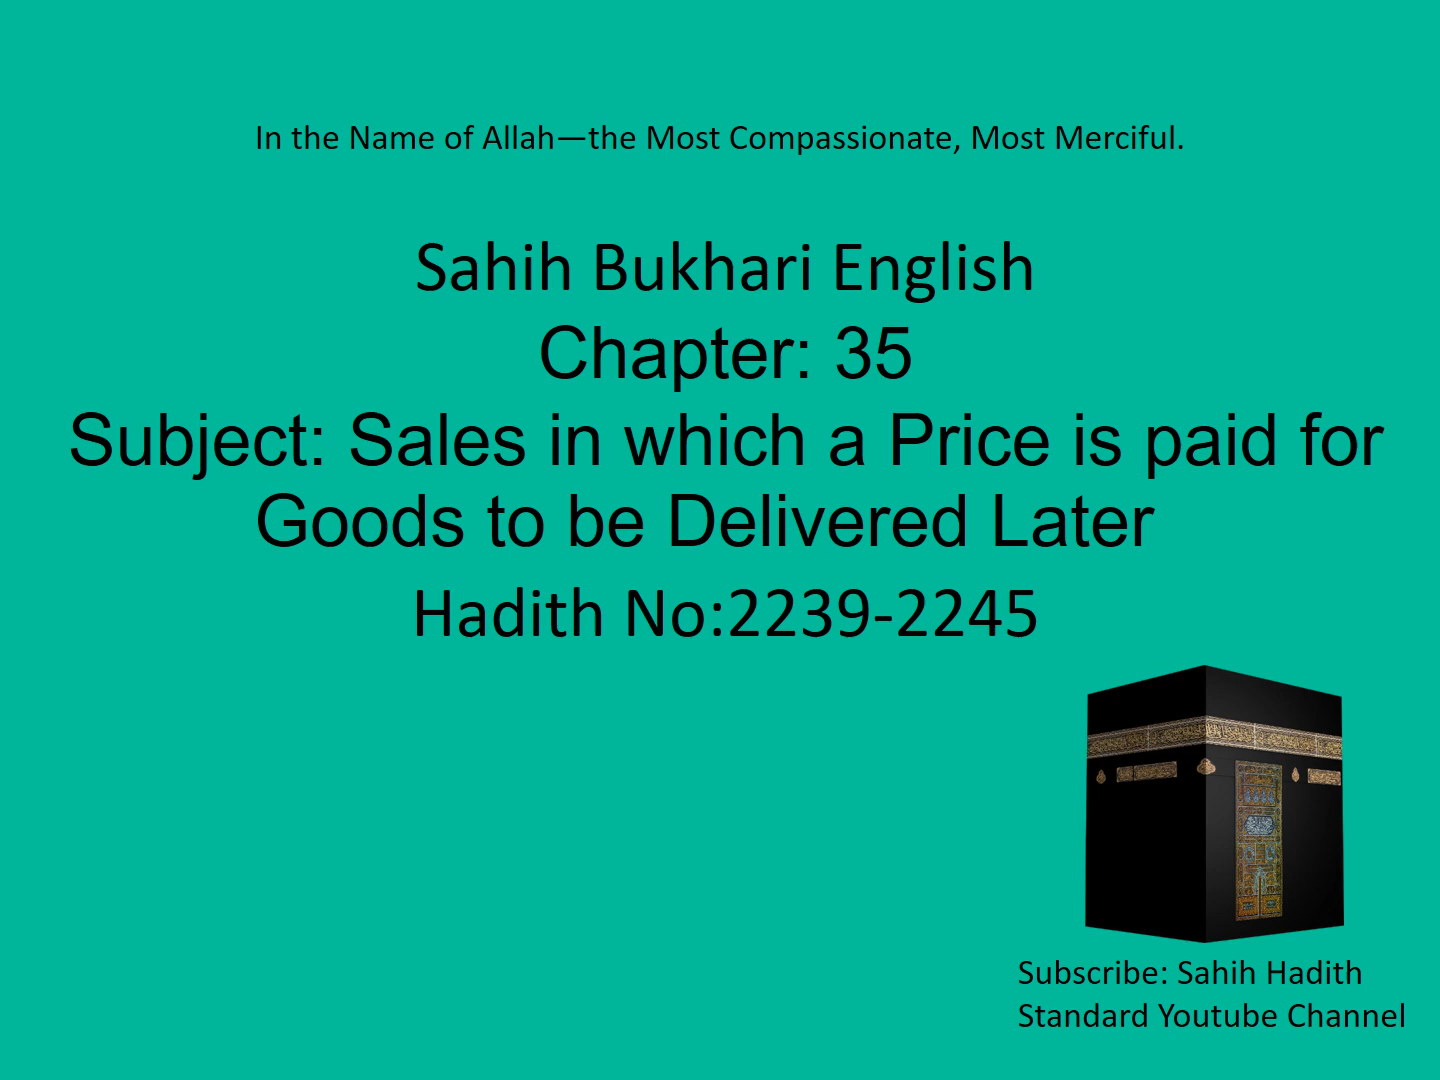 In the Name of Allah—the Most Compassionate, Most Merciful.
Sahih Bukhari English
Chapter: 35
Subject: Sales in which a Price is paid for
Goods to be Delivered Later
Hadith No:2239-2245
Subscribe: Sahih Hadith
Standard Youtube Channel